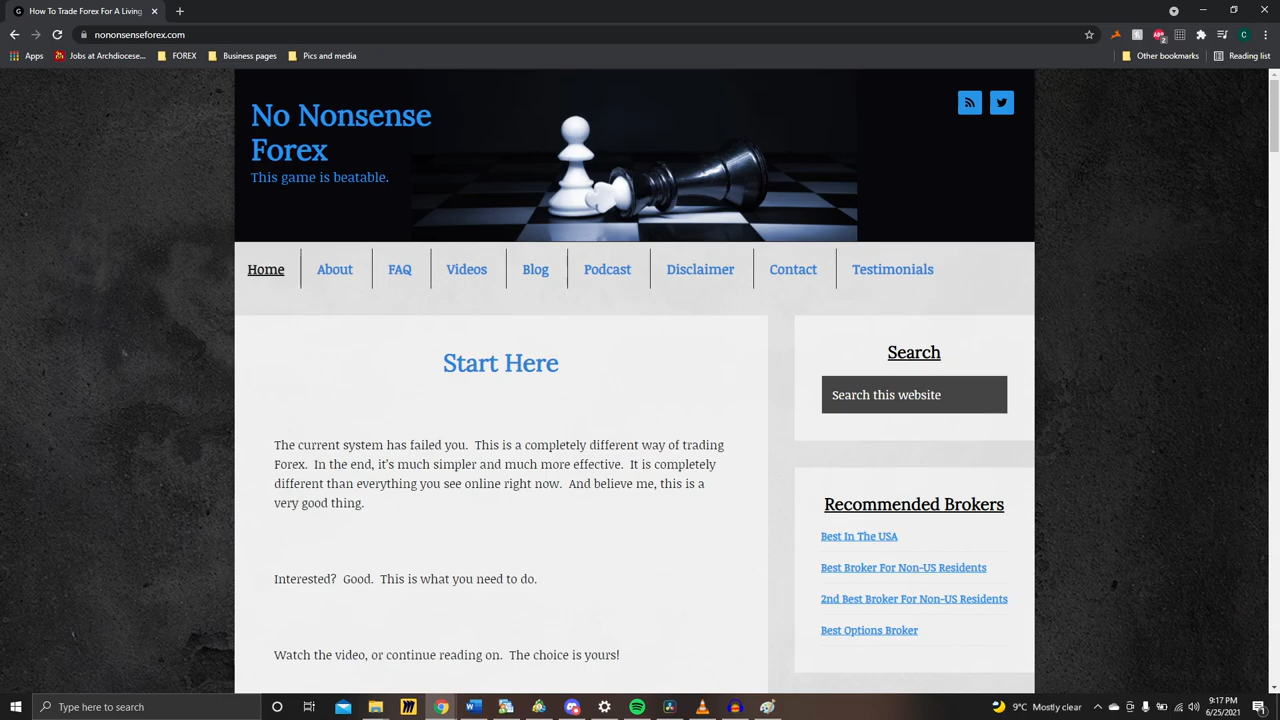 How To Trade Forex For A Living
nononsenseforex.com
Apps
Jobs at Archdiocese...
FOREX
Business pages
Pics and media
Other bookmarks
Reading list
No Nonsense
Forex
This game is beatable.
Home
About
FAQ
Videos
Blog
Podcast
Disclaimer
Contact
Testimonials
Start Here
The current system has failed you.  This is a completely different way of trading
Forex.  In the end, it's much simpler and much more effective.  It is completely
different than everything you see online right now.  And believe me, this is a
very good thing.
Interested?  Good.  This is what you need to do.
Watch the video, or continue reading on.  The choice is yours!
Search
Search this website
Recommended Brokers
Best In The USA
Best Broker For Non-US Residents
2nd Best Broker For Non-US Residents
Best Options Broker
Type here to search
9°C Mostly clear
9:17 PM
6/25/2021